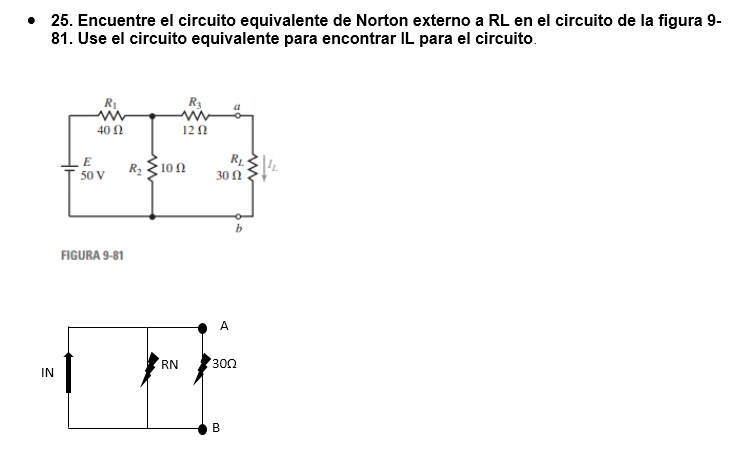 • 25. Encuentre el circuito equivalente de Norton externo a RL en el circuito de la figura 9-
81. Use el circuito equivalente para encontrar IL para el circuito.
R₁ R₃ a
40 Ω 12 Ω
E R₂ 10 Ω R_L I_L
50 V 30 Ω
b
FIGURA 9-81
A
IN RN 30Ω
B